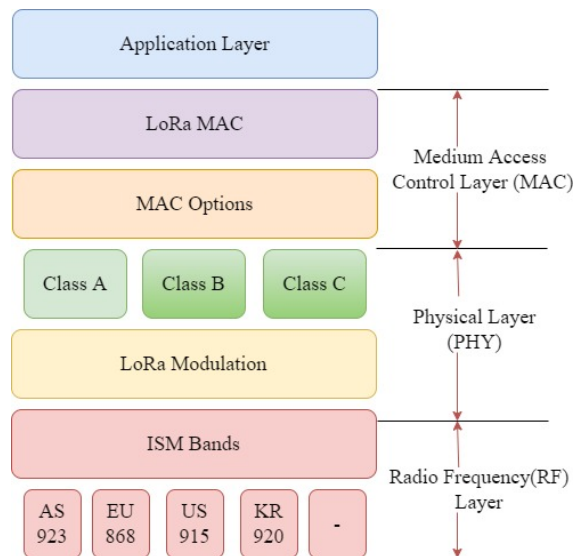 Application Layer
LoRa MAC
Medium Access
Control Layer (MAC)
MAC Options
Class A
Class B
Class C
Physical Layer
(PHY)
LoRa Modulation
ISM Bands
Radio Frequency(RF)
Layer
AS
923
EU
868
US
915
KR
920
-